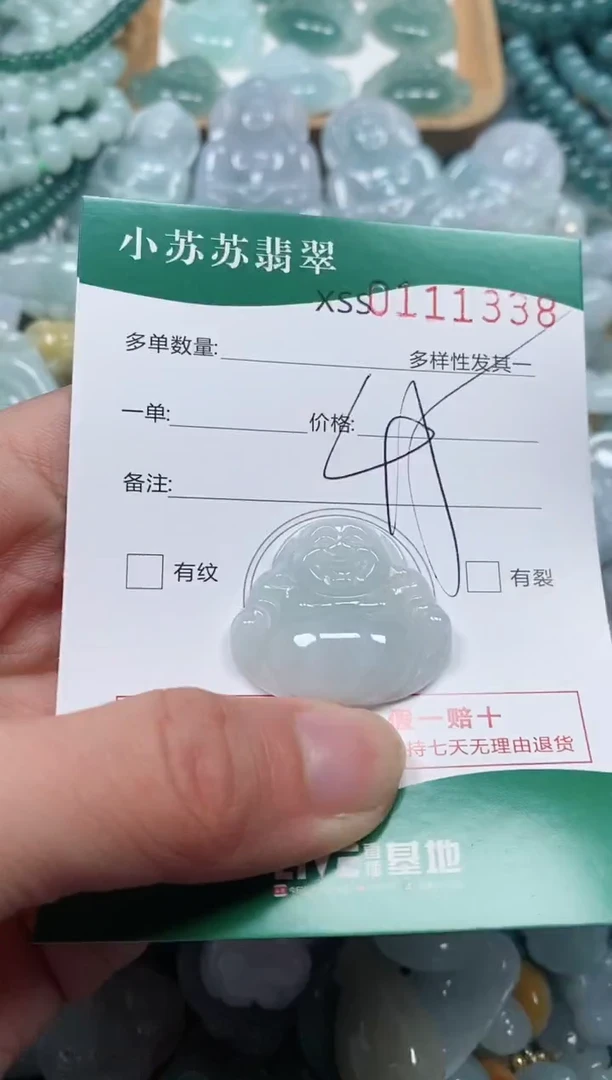 小苏苏翡翠
XSS0111338
多单数量:
多样性发其一
一单:
价格:
备注:
有纹
有裂
假一赔十
持七天无理由退货
基地